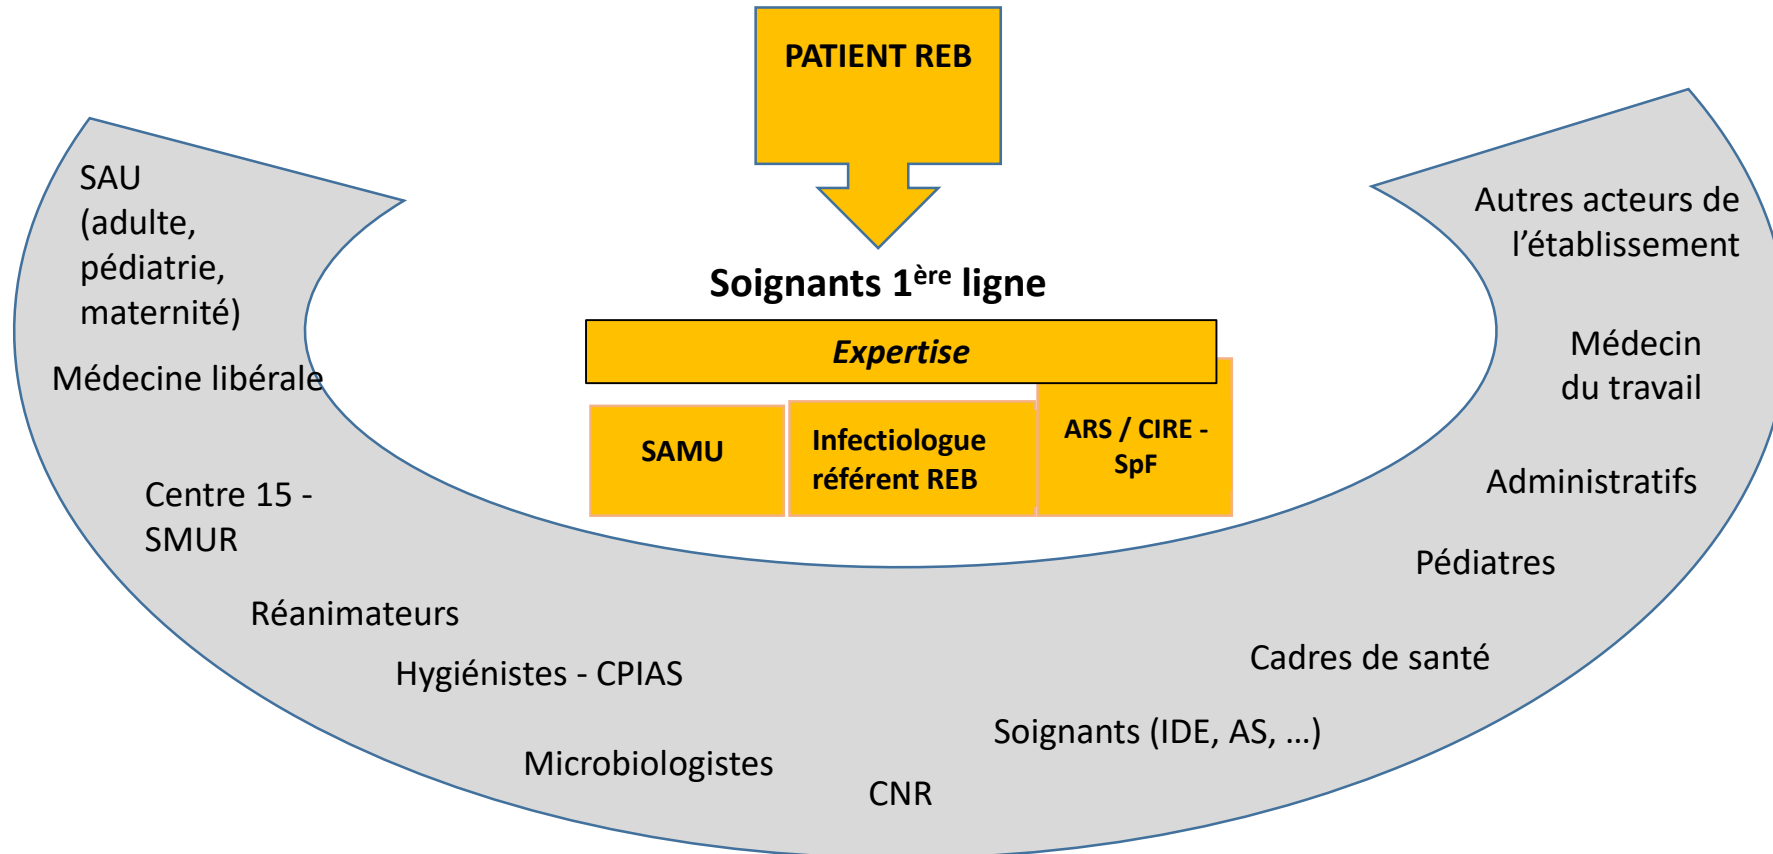 PATIENT REB
Soignants 1ère ligne
Expertise
SAMU
Infectiologue
référent REB
ARS / CIRE -
SpF
SAU
(adulte,
pédiatrie,
maternité)
Médecine libérale
Centre 15 -
SMUR
Réanimateurs
Hygiénistes - CPIAS
Microbiologistes
CNR
Soignants (IDE, AS, …)
Cadres de santé
Pédiatres
Administratifs
Médecin
du travail
Autres acteurs de
l’établissement